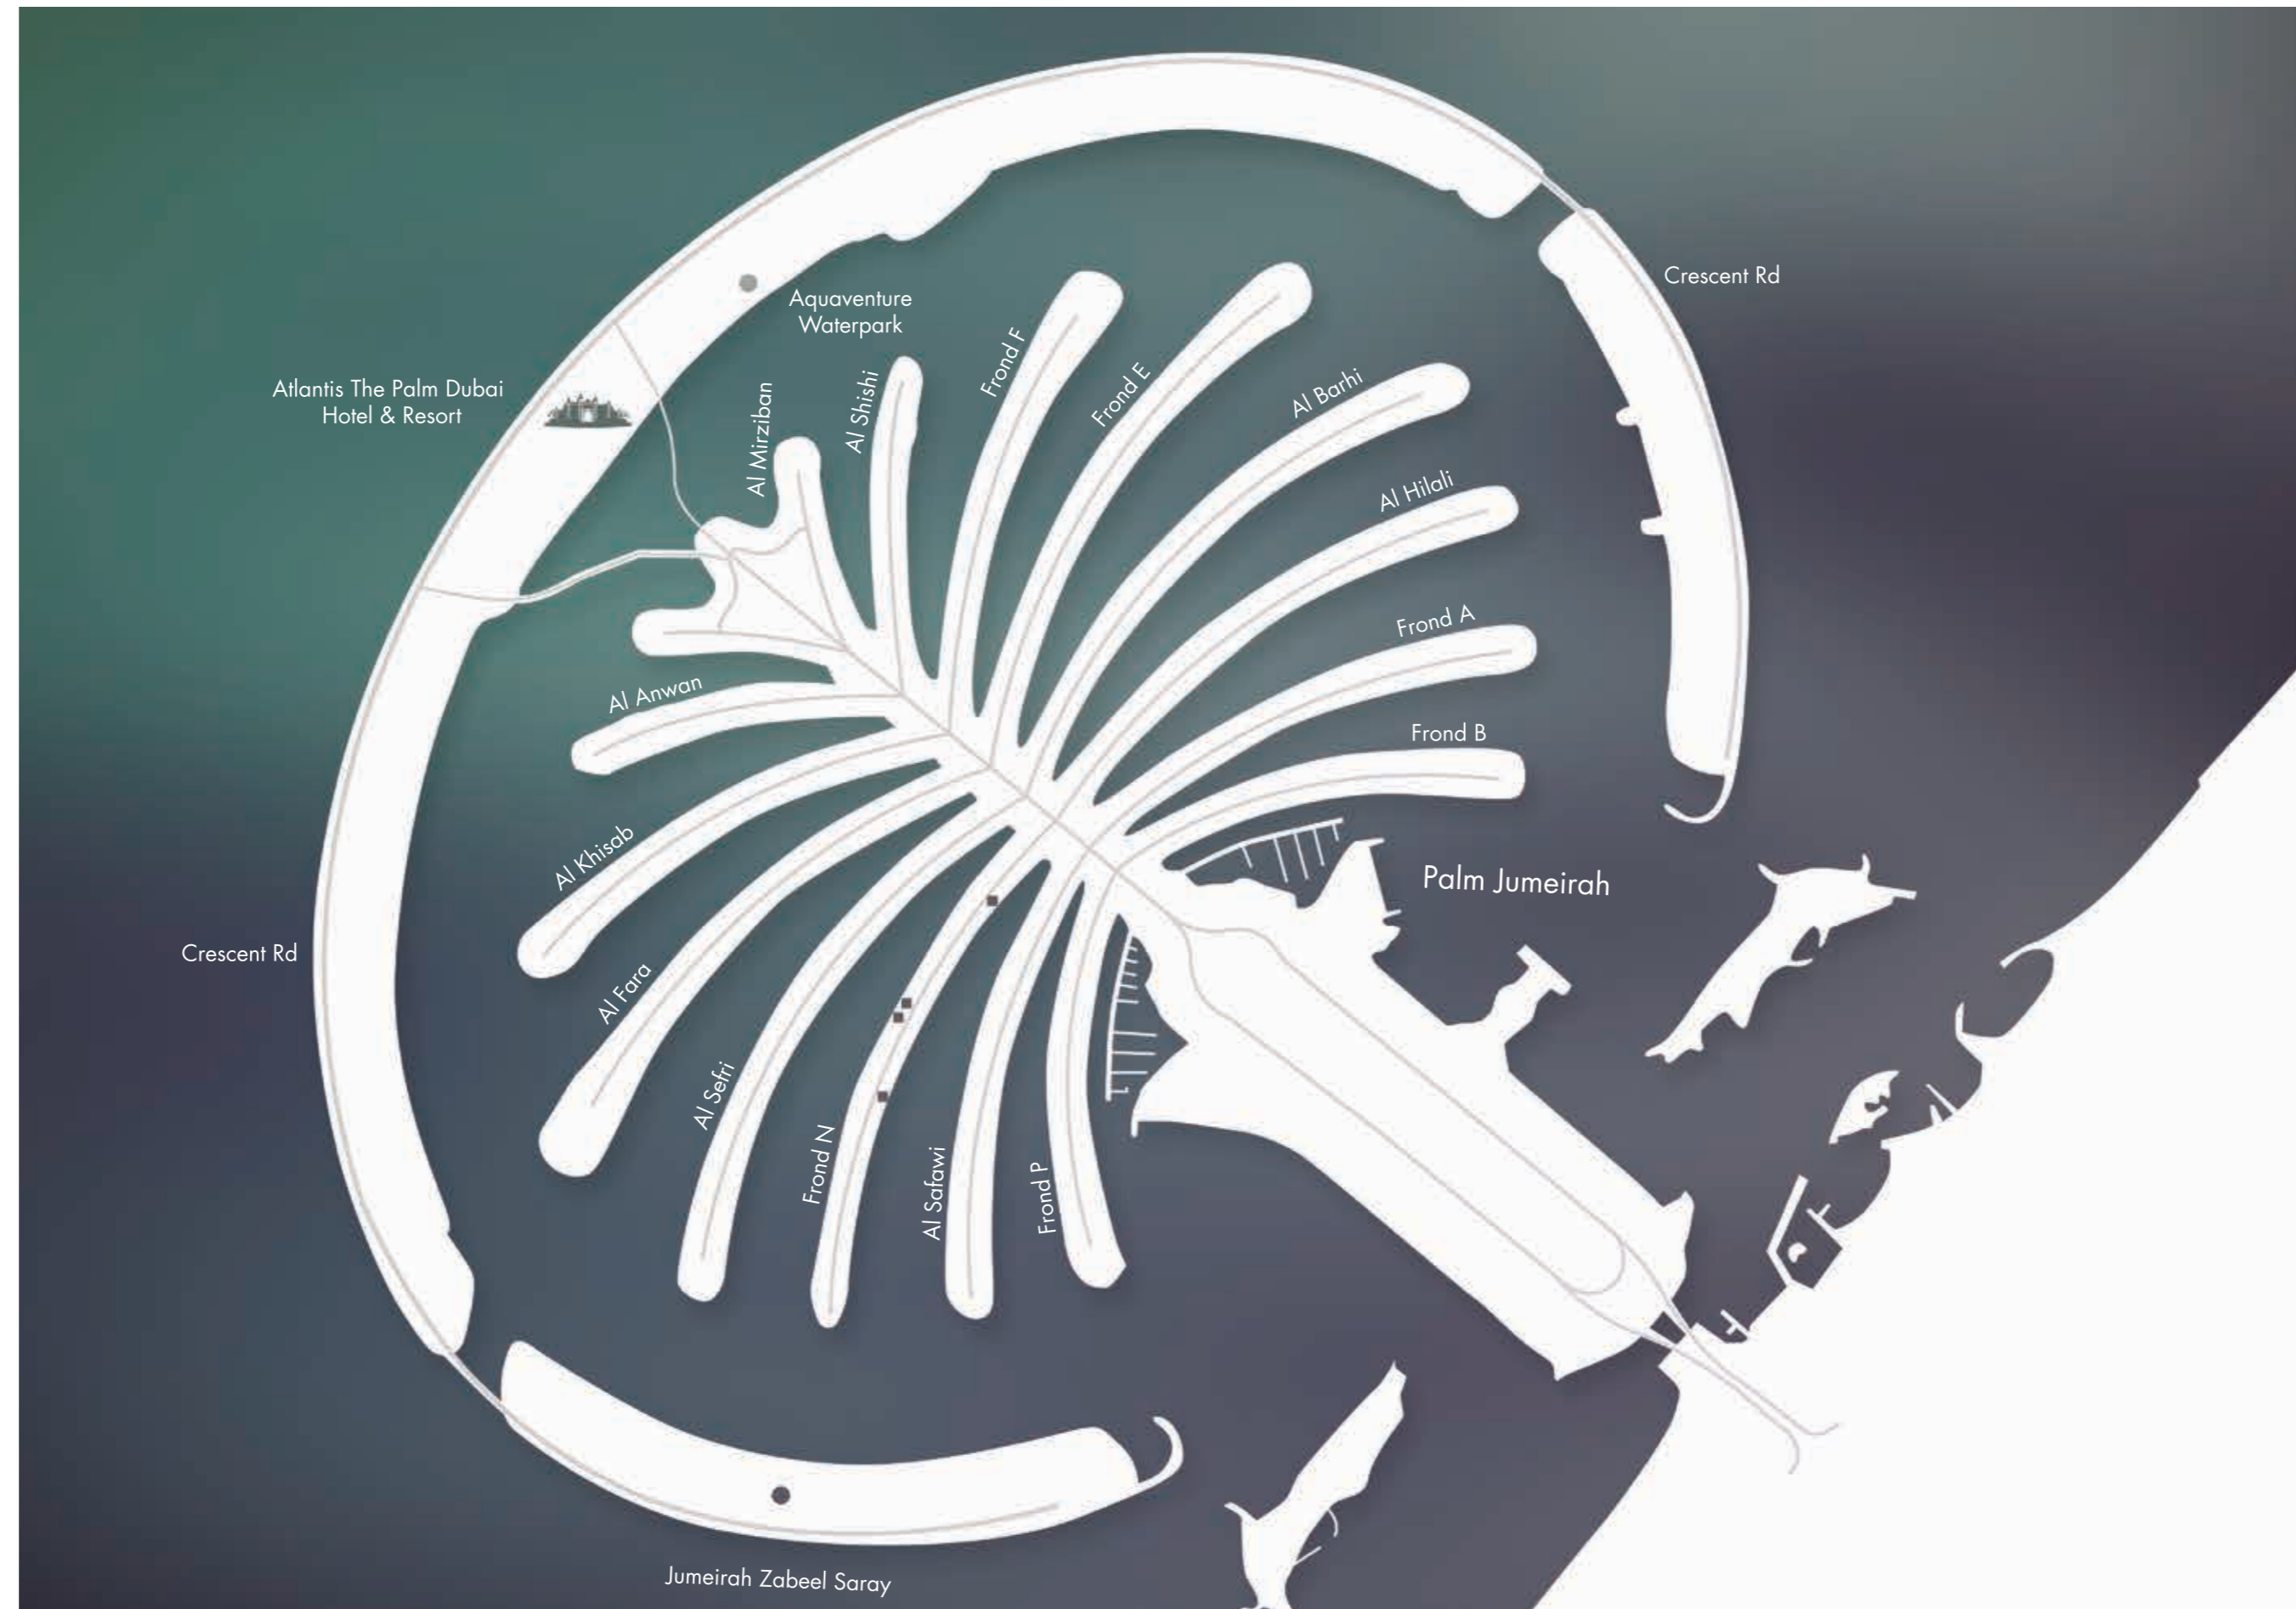 Crescent Rd
Aquaventure
Waterpark
Atlantis The Palm Dubai
Hotel & Resort
Al Mirziban
Al Shishi
Frond F
Frond E
Al Barhi
Al Hilali
Frond A
Frond B
Al Anwan
Al Khisab
Al Fara
Al Sefri
Frond N
Al Safawi
Frond P
Palm Jumeirah
Crescent Rd
Jumeirah Zabeel Saray